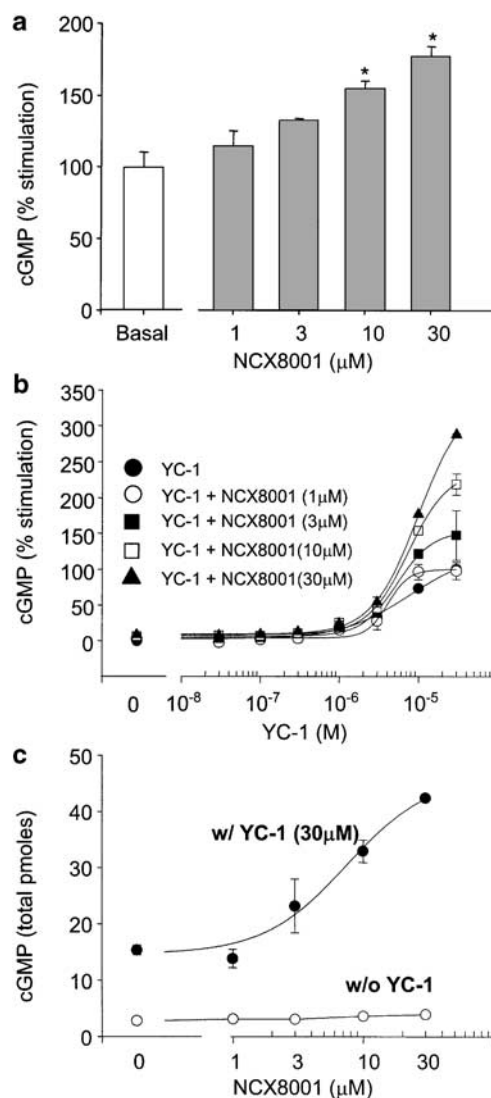 a
200
150
100
50
0
cGMP (% stimulation)
* *
Basal 1 3 10 30
NCX8001 (μM)
b
350
300
250
200
150
100
50
0
cGMP (% stimulation)
YC-1
YC-1 + NCX8001 (1μM)
YC-1 + NCX8001 (3μM)
YC-1 + NCX8001(10μM)
YC-1 + NCX8001(30μM)
0 10⁻⁸ 10⁻⁷ 10⁻⁶ 10⁻⁵
YC-1 (M)
c
50
40
30
20
10
0
cGMP (total pmoles)
w/ YC-1 (30μM)
w/o YC-1
0 1 3 10 30
NCX8001 (μM)